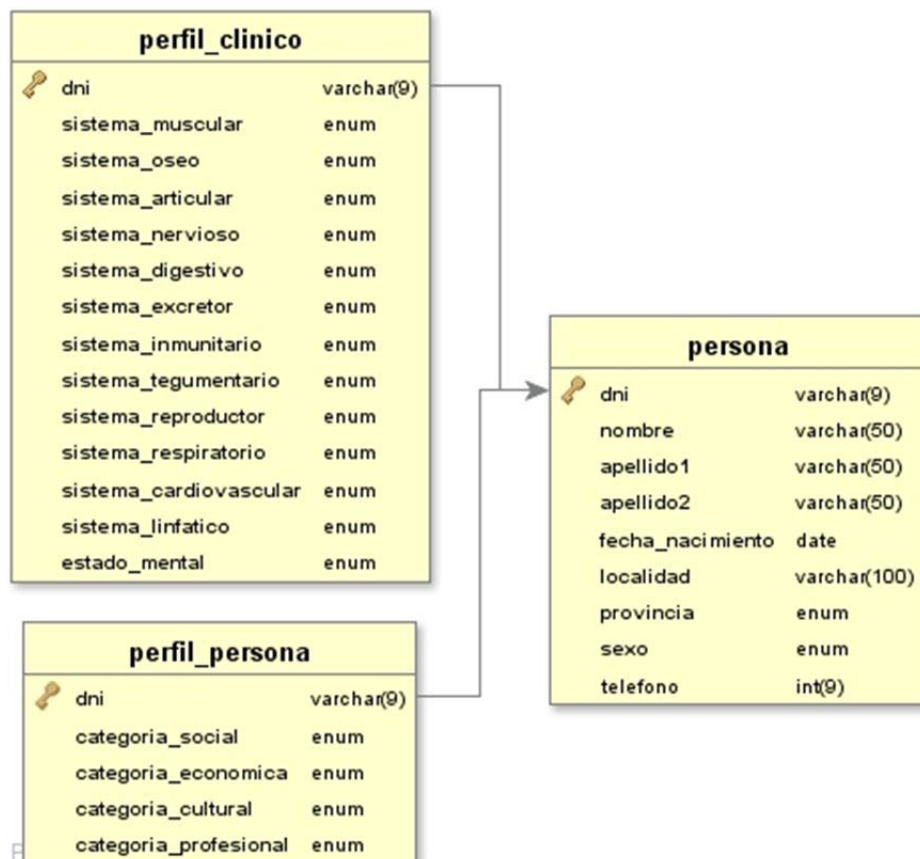 perfil_clinico
dni varchar(9)
sistema_muscular enum
sistema_oseo enum
sistema_articular enum
sistema_nervioso enum
sistema_digestivo enum
sistema_excretor enum
sistema_inmunitario enum
sistema_tegumentario enum
sistema_reproductor enum
sistema_respiratorio enum
sistema_cardiovascular enum
sistema_linfatico enum
estado_mental enum
persona
dni varchar(9)
nombre varchar(50)
apellido1 varchar(50)
apellido2 varchar(50)
fecha_nacimiento date
localidad varchar(100)
provincia enum
sexo enum
telefono int(9)
perfil_persona
dni varchar(9)
categoria_social enum
categoria_economica enum
categoria_cultural enum
categoria_profesional enum